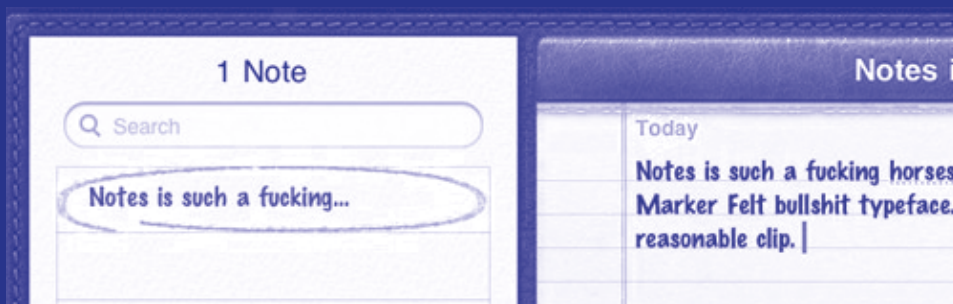 1 Note
Search
Notes is such a fucking...
Notes
Today
Notes is such a fucking horses
Marker Felt bullshit typeface.
reasonable clip.